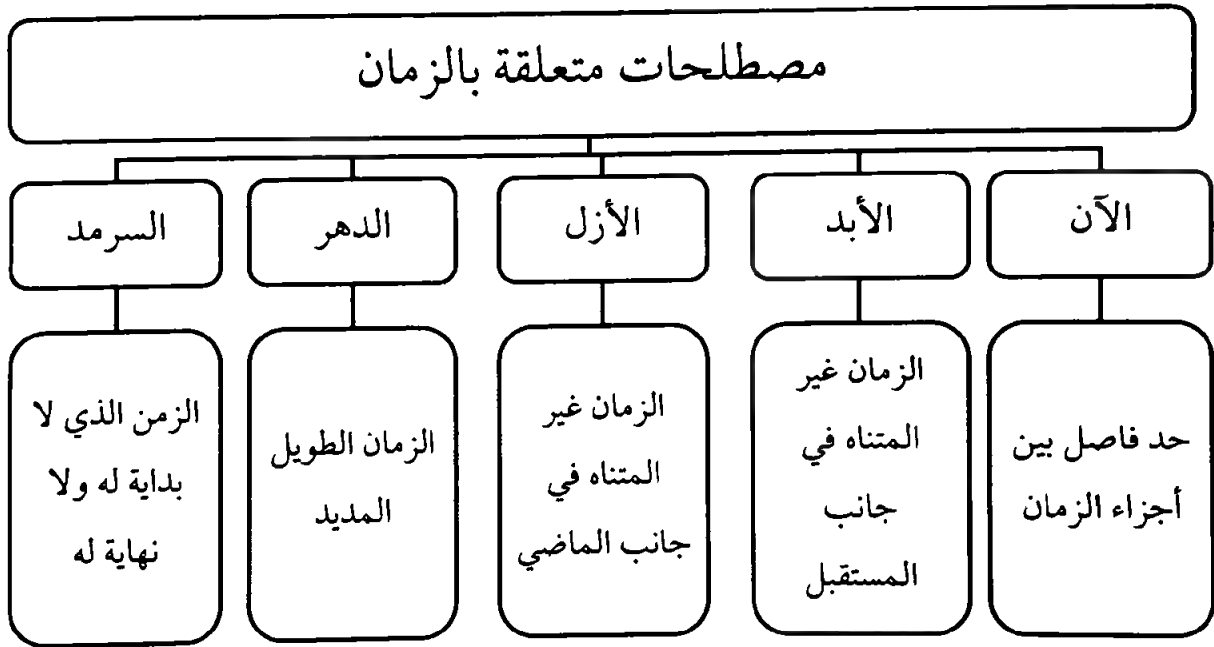 مصطلحات متعلقة بالزمان
الآن
الأبد
الأزل
الدهر
السرمد
حد فاصل بين
أجزاء الزمان
الزمان غير
المتناه في
جانب
المستقبل
الزمان غير
المتناه في
جانب الماضي
الزمان الطويل
المديد
الزمن الذي لا
بداية له ولا
نهاية له